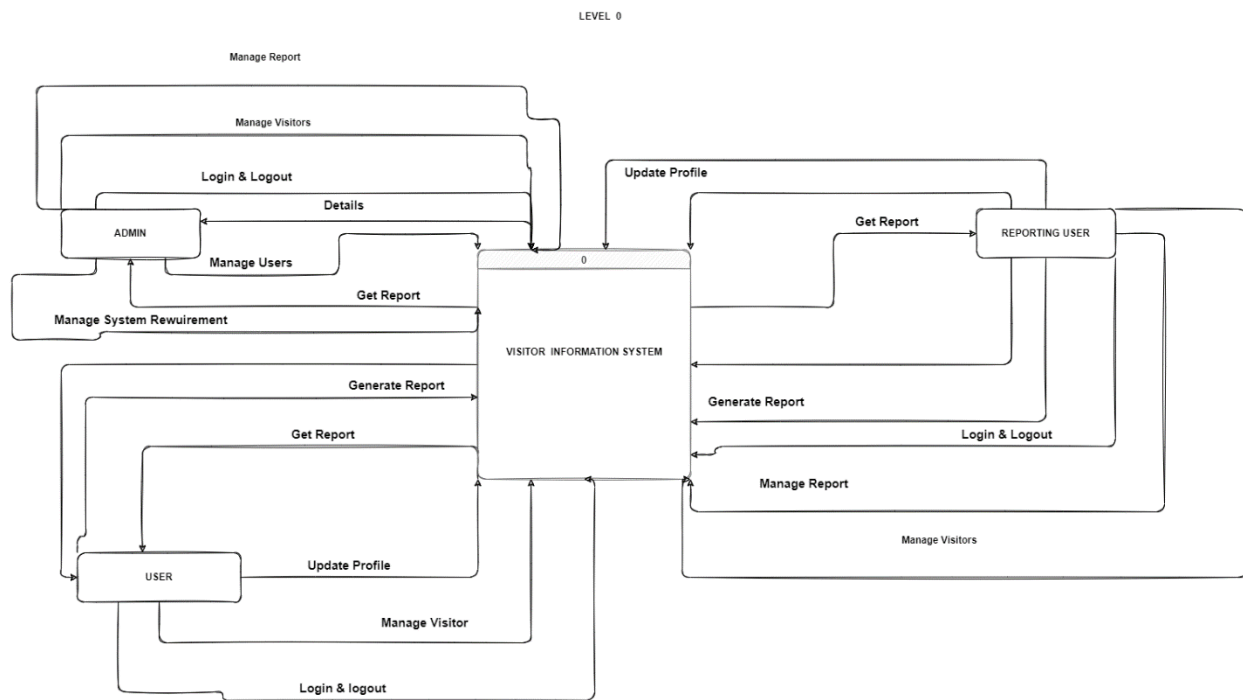 LEVEL 0
Manage Report
Manage Visitors
Login & Logout
Details
ADMIN
Manage Users
Get Report
Manage System Rewuirement
Update Profile
Get Report
REPORTING USER
0
VISITOR INFORMATION SYSTEM
Generate Report
Get Report
Generate Report
Login & Logout
Manage Report
Manage Visitors
USER
Update Profile
Manage Visitor
Login & logout